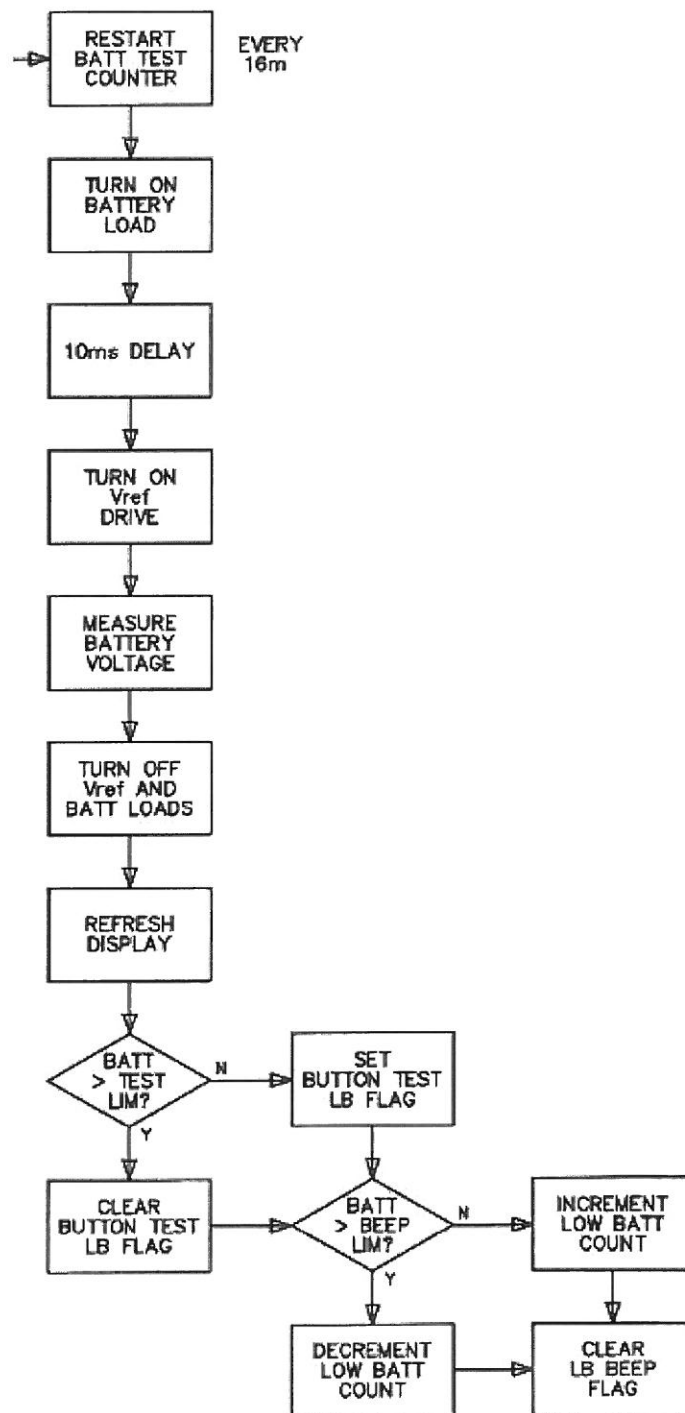 RESTART
BATT TEST
COUNTER
EVERY
16m
TURN ON
BATTERY
LOAD
10ms DELAY
TURN ON
Vref
DRIVE
MEASURE
BATTERY
VOLTAGE
TURN OFF
Vref AND
BATT LOADS
REFRESH
DISPLAY
BATT
> TEST
LIM?
N
Y
SET
BUTTON TEST
LB FLAG
CLEAR
BUTTON TEST
LB FLAG
BATT
> BEEP
LIM?
N
Y
INCREMENT
LOW BATT
COUNT
DECREMENT
LOW BATT
COUNT
CLEAR
LB BEEP
FLAG